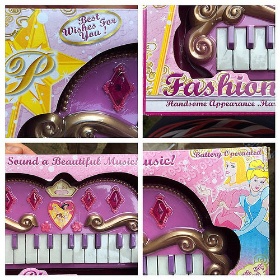 Best
Wishes For
You!
P
Fashion
Handsome Appearance
Sound a Beautiful Music!
usic!
Battery Operated